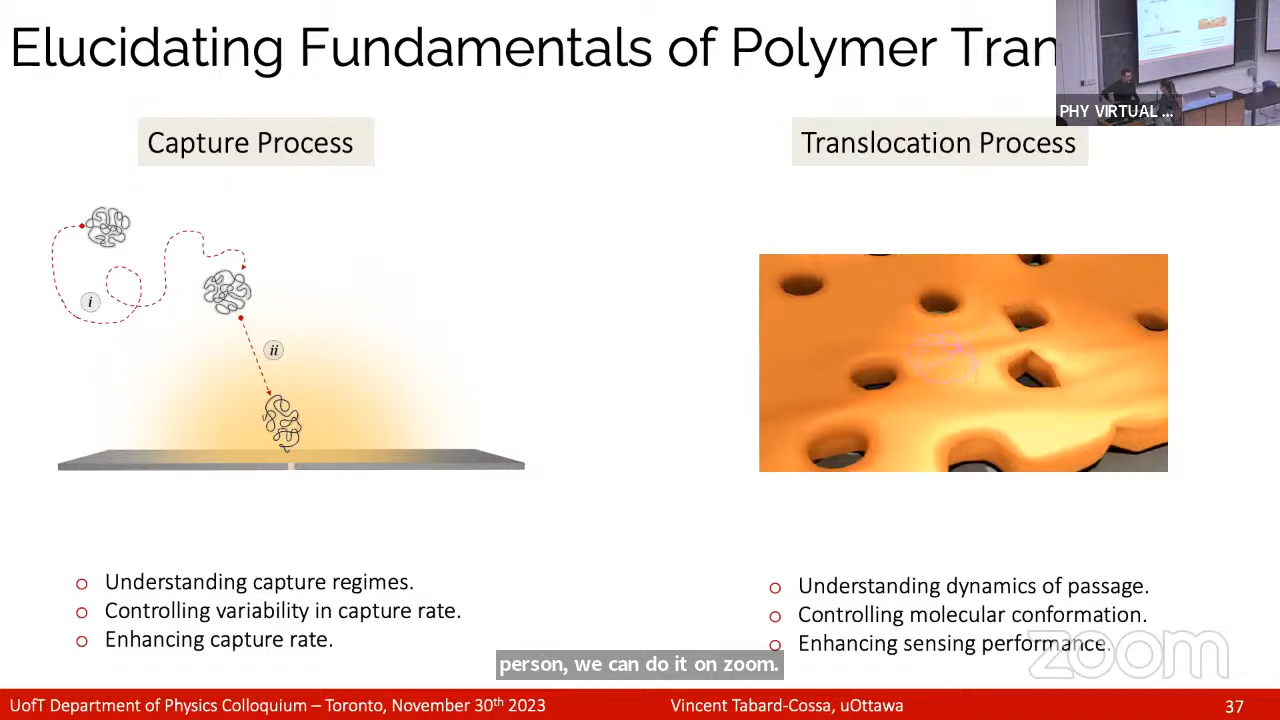 Elucidating Fundamentals of Polymer Tran
PHY VIRTUAL ...
Capture Process
i
ii
Understanding capture regimes.
Controlling variability in capture rate.
Enhancing capture rate.
Translocation Process
Understanding dynamics of passage.
Controlling molecular conformation.
Enhancing sensing performance.
person, we can do it on zoom.
zoom
UofT Department of Physics Colloquium – Toronto, November 30th 2023
Vincent Tabard-Cossa, uOttawa
37